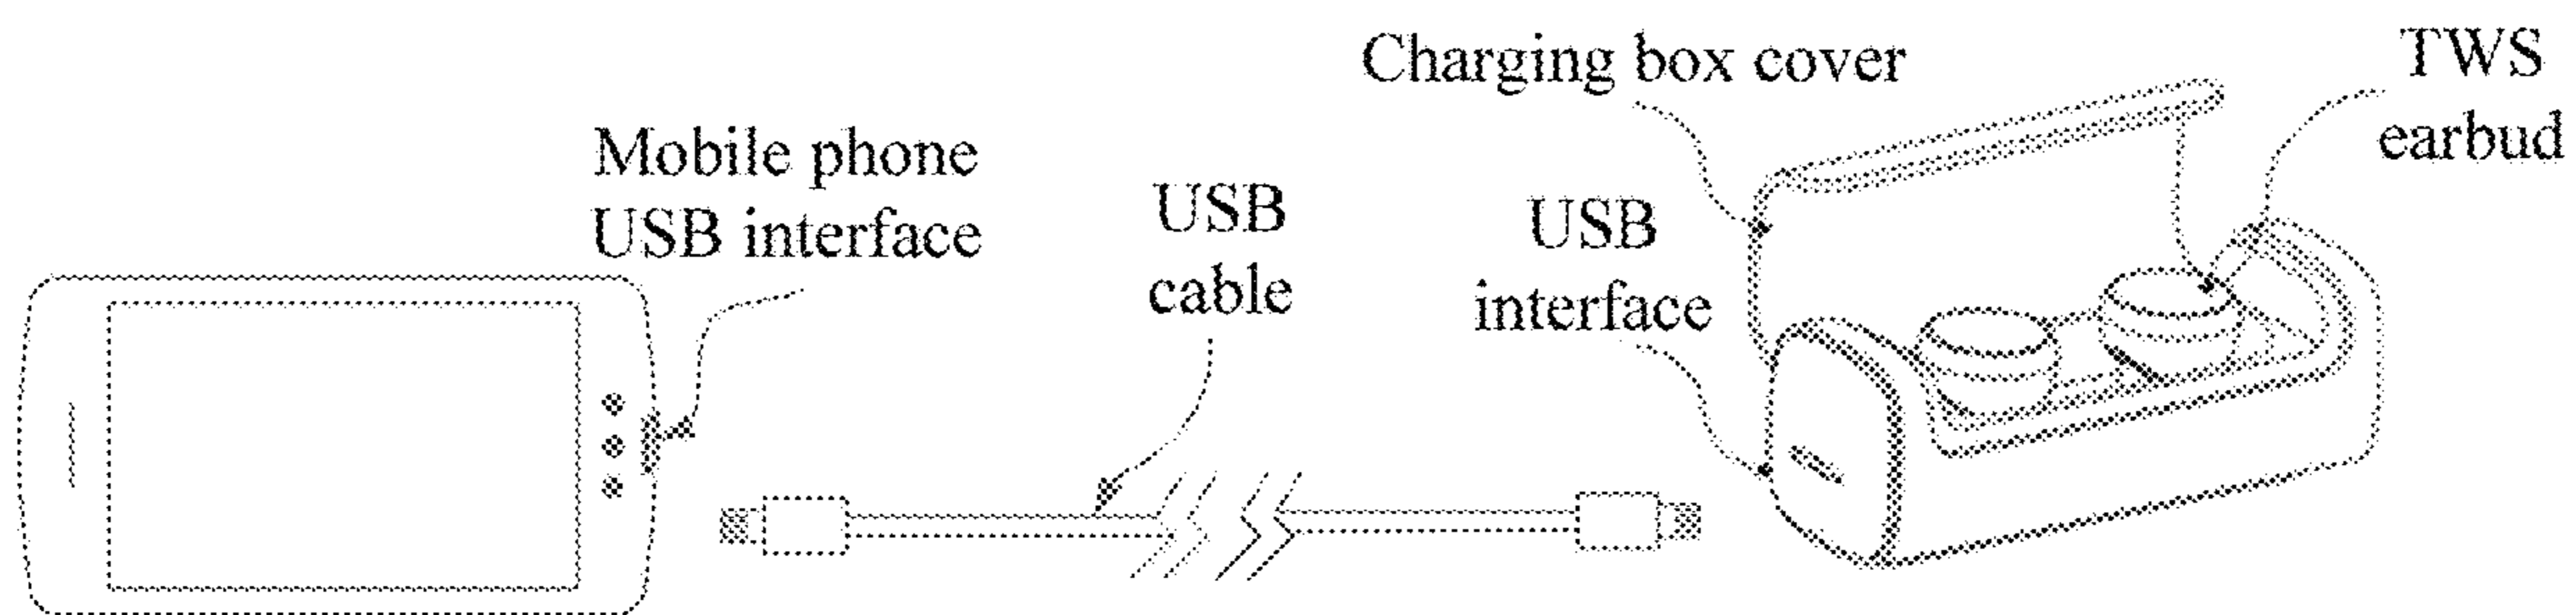 Mobile phone
USB interface
USB
cable
USB
interface
Charging box cover
TWS
earbud